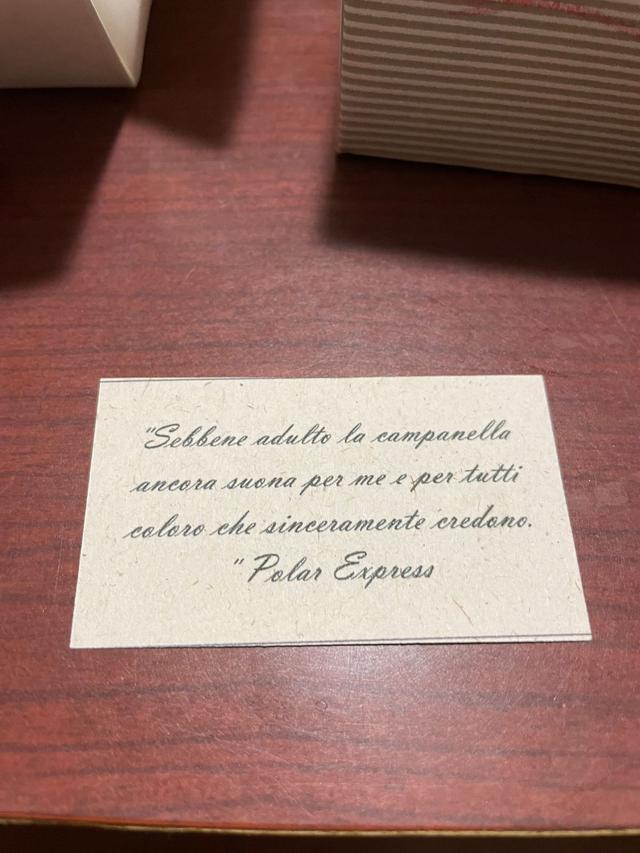 "Sebbene adulto la campanella
ancora suona per me e per tutti
coloro che sinceramente credono.
" Polar Express